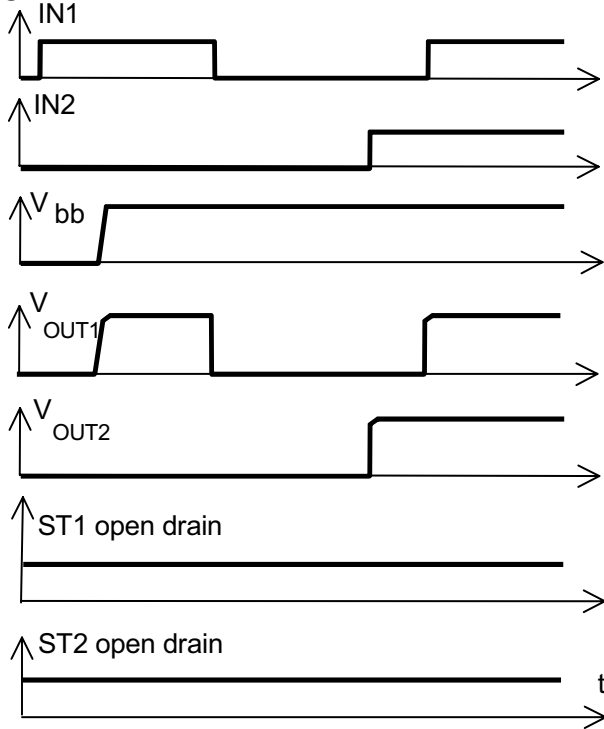 IN1
IN2
V bb
V OUT1
V OUT2
ST1 open drain
ST2 open drain
t